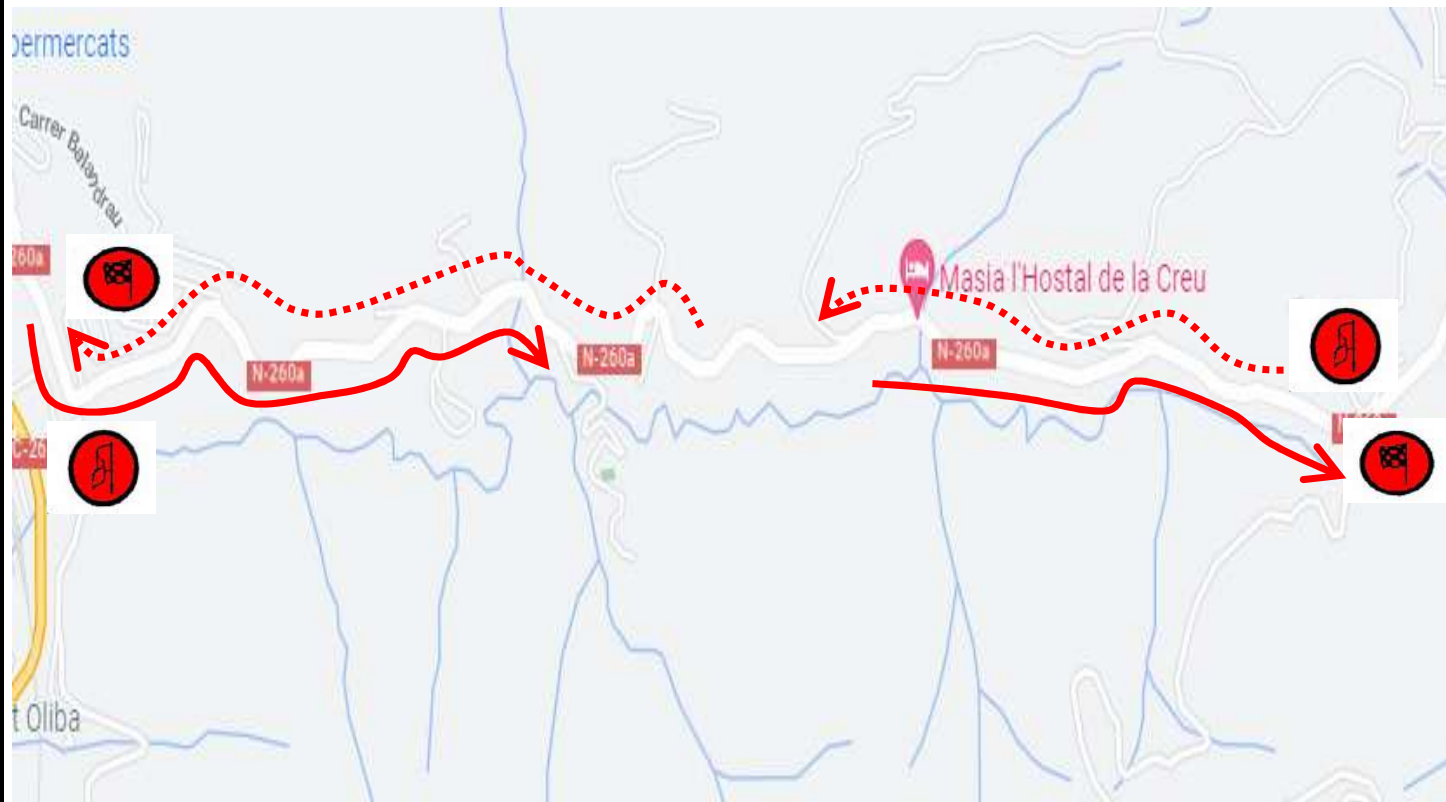 permercats
Carrer Balandrau
260a
N-260a
N-260a
Masia l'Hostal de la Creu
N-260a
C-26
t Oliba